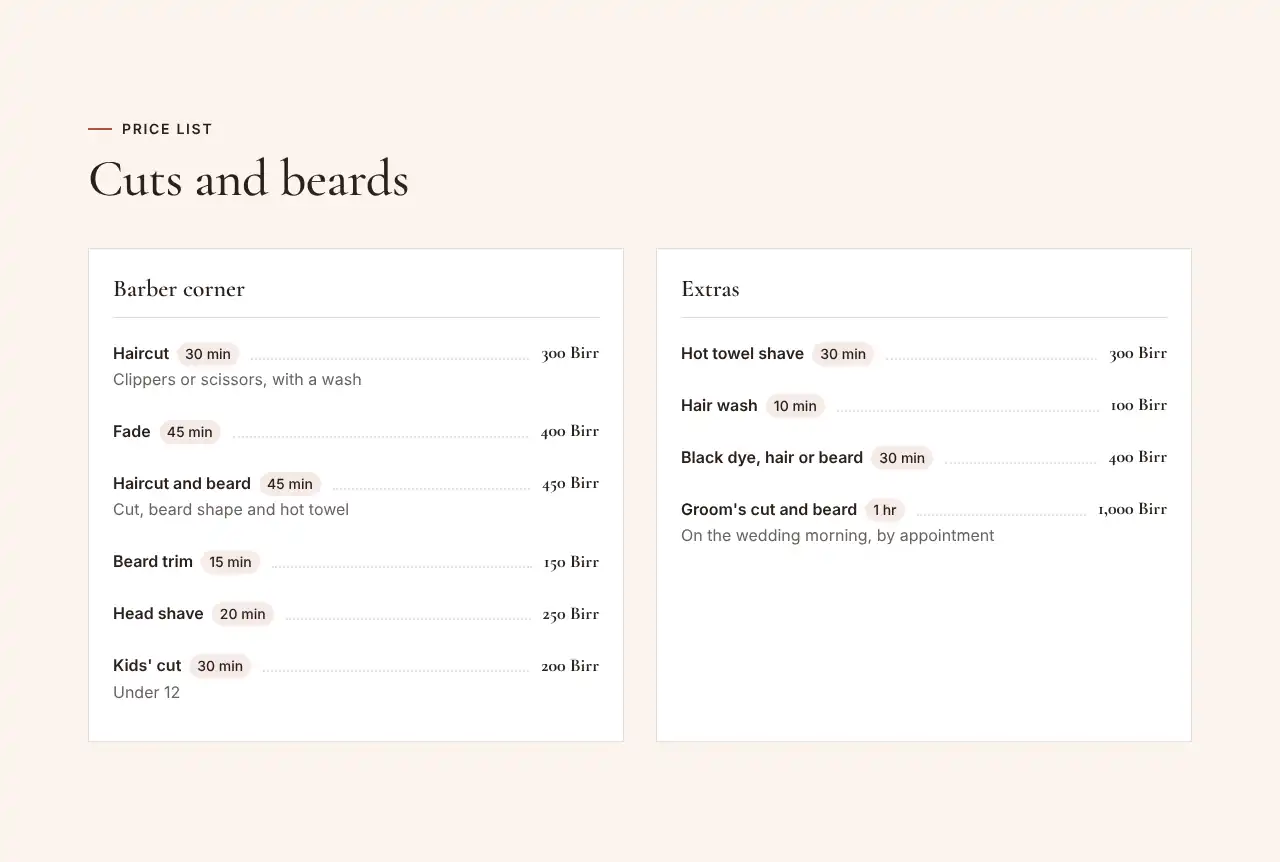 PRICE LIST
Cuts and beards
Barber corner
Haircut 30 min 300 Birr
Clippers or scissors, with a wash
Fade 45 min 400 Birr
Haircut and beard 45 min 450 Birr
Cut, beard shape and hot towel
Beard trim 15 min 150 Birr
Head shave 20 min 250 Birr
Kids' cut 30 min 200 Birr
Under 12
Extras
Hot towel shave 30 min 300 Birr
Hair wash 10 min 100 Birr
Black dye, hair or beard 30 min 400 Birr
Groom's cut and beard 1 hr 1,000 Birr
On the wedding morning, by appointment